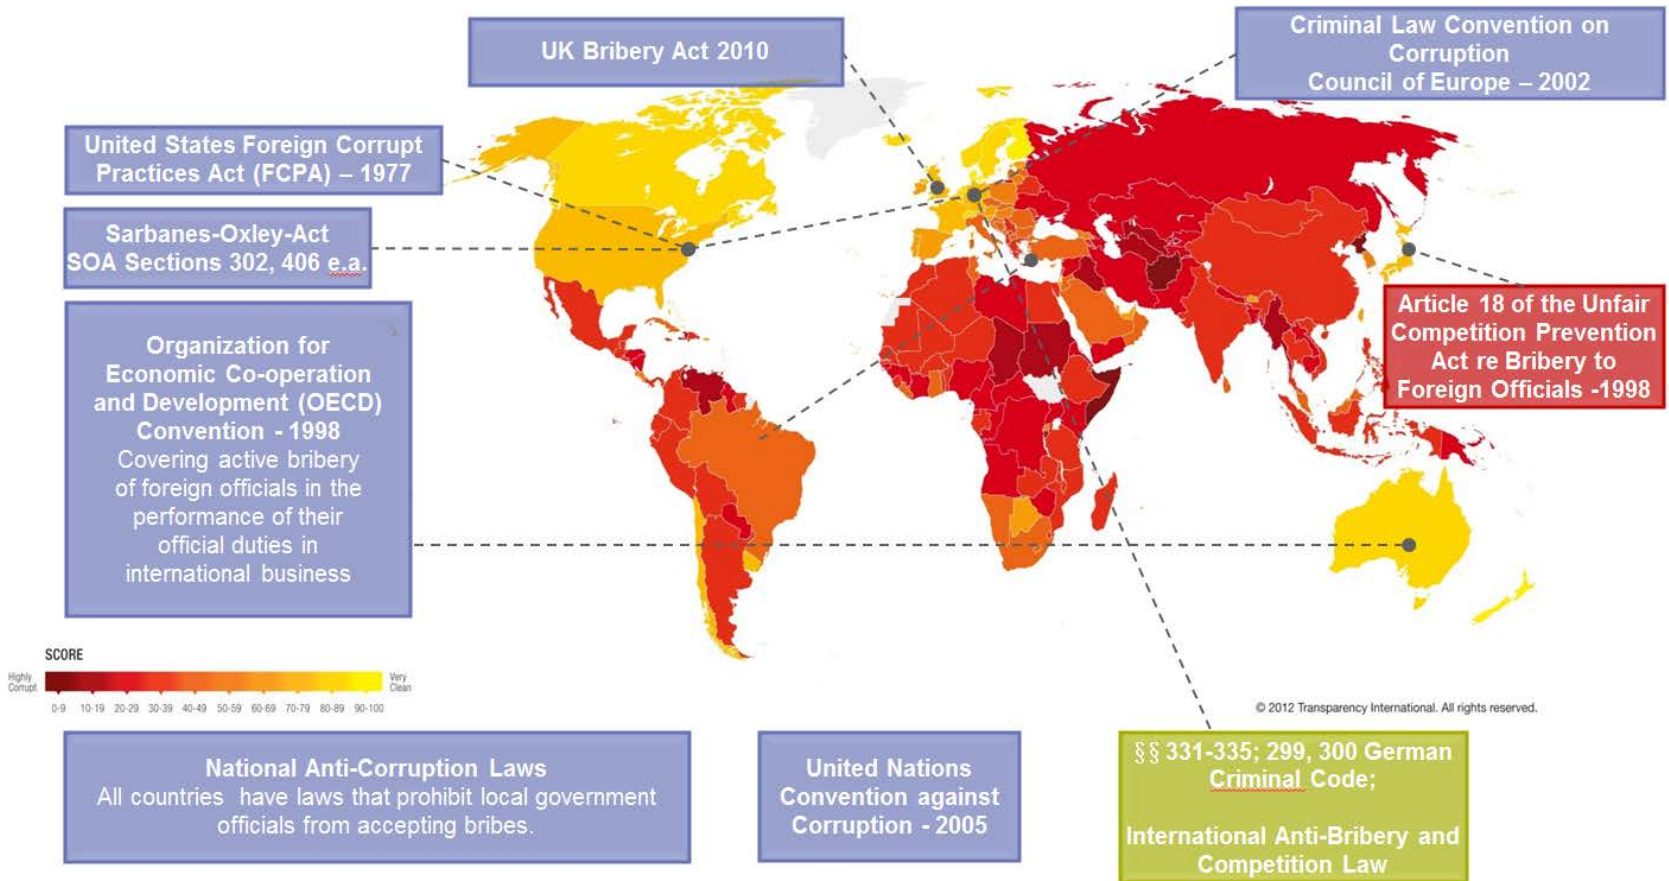 UK Bribery Act 2010
Criminal Law Convention on
Corruption
Council of Europe – 2002
United States Foreign Corrupt
Practices Act (FCPA) – 1977
Sarbanes-Oxley-Act
SOA Sections 302, 406 e.a.
Organization for
Economic Co-operation
and Development (OECD)
Convention - 1998
Covering active bribery
of foreign officials in the
performance of their
official duties in
international business
Article 18 of the Unfair
Competition Prevention
Act re Bribery to
Foreign Officials -1998
SCORE
Highly
Corrupt
Very
Clean
0-9 10-19 20-29 30-39 40-49 50-59 60-69 70-79 80-89 90-100
© 2012 Transparency International. All rights reserved.
National Anti-Corruption Laws
All countries have laws that prohibit local government
officials from accepting bribes.
United Nations
Convention against
Corruption - 2005
§§ 331-335; 299, 300 German
Criminal Code;
International Anti-Bribery and
Competition Law